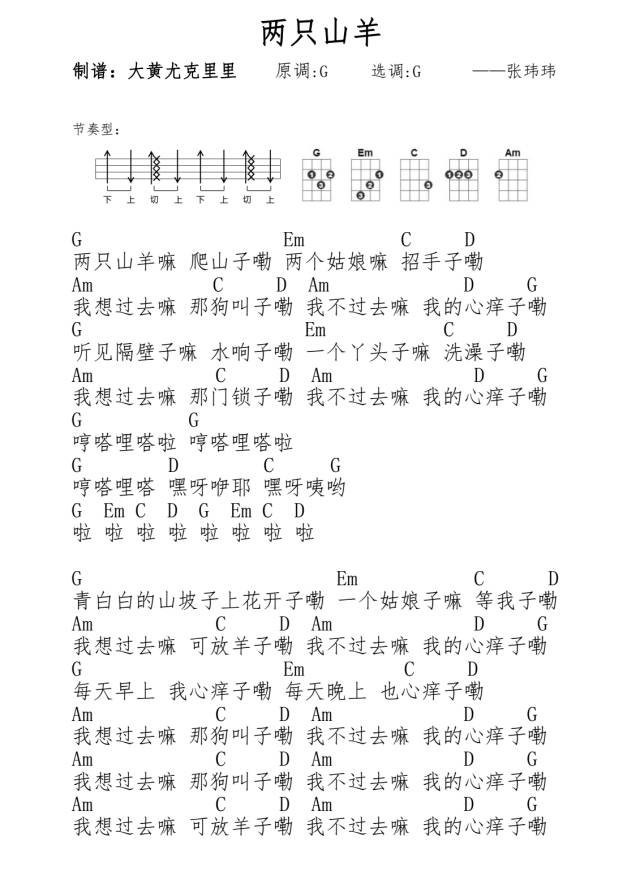 两只山羊
制谱：大黄尤克里里 原调:G 选调:G ——张玮玮
节奏型：
G Em C D Am
下 上 切 上 下 上 切 上
G Em C D
两只山羊嘛 爬山子嘞 两个姑娘嘛 招手子嘞
Am C D Am D G
我想过去嘛 那狗叫子嘞 我不过去嘛 我的心痒子嘞
G Em C D
听见隔壁子嘛 水响子嘞 一个丫头子嘛 洗澡子嘞
Am C D Am D G
我想过去嘛 那门锁子嘞 我不过去嘛 我的心痒子嘞
G G
哼嗒哩嗒啦 哼嗒哩嗒啦
G D C G
哼嗒哩嗒 嘿呀咿耶 嘿呀咦哟
G Em C D G Em C D
啦 啦 啦 啦 啦 啦 啦 啦
G Em C D
青白白的山坡子上花开子嘞 一个姑娘子嘛 等我子嘞
Am C D Am D G
我想过去嘛 可放羊子嘞 我不过去嘛 我的心痒子嘞
G Em C D
每天早上 我心痒子嘞 每天晚上 也心痒子嘞
Am C D Am D G
我想过去嘛 那狗叫子嘞 我不过去嘛 我的心痒子嘞
Am C D Am D G
我想过去嘛 那狗叫子嘞 我不过去嘛 我的心痒子嘞
Am C D Am D G
我想过去嘛 可放羊子嘞 我不过去嘛 我的心痒子嘞